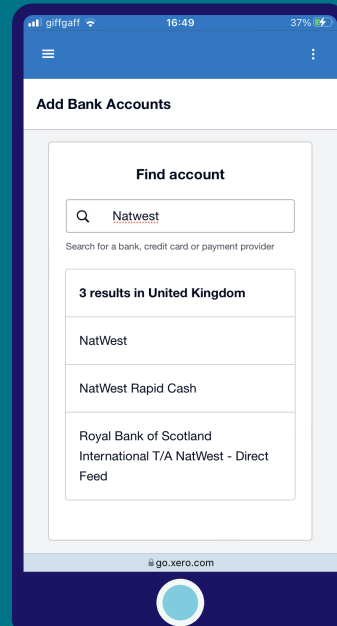 giffgaff 16:49 37%
Add Bank Accounts
Find account
Natwest
Search for a bank, credit card or payment provider
3 results in United Kingdom
NatWest
NatWest Rapid Cash
Royal Bank of Scotland
International T/A NatWest - Direct
Feed
go.xero.com